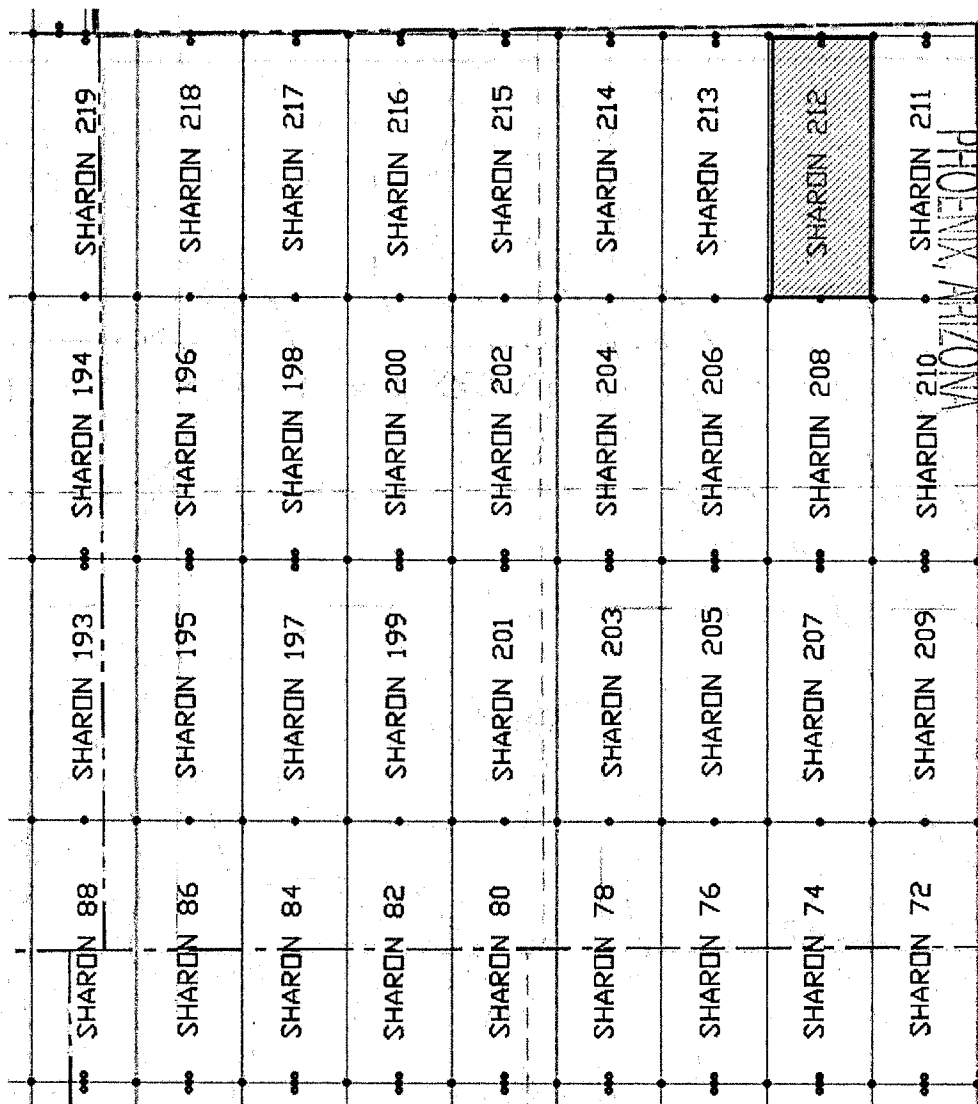 SHARON 219
SHARON 218
SHARON 217
SHARON 216
SHARON 215
SHARON 214
SHARON 213
SHARON 212
SHARON 211
PHOENIX, ARIZONA
SHARON 194
SHARON 196
SHARON 198
SHARON 200
SHARON 202
SHARON 204
SHARON 206
SHARON 208
SHARON 210
SHARON 193
SHARON 195
SHARON 197
SHARON 199
SHARON 201
SHARON 203
SHARON 205
SHARON 207
SHARON 209
SHARON 88
SHARON 86
SHARON 84
SHARON 82
SHARON 80
SHARON 78
SHARON 76
SHARON 74
SHARON 72